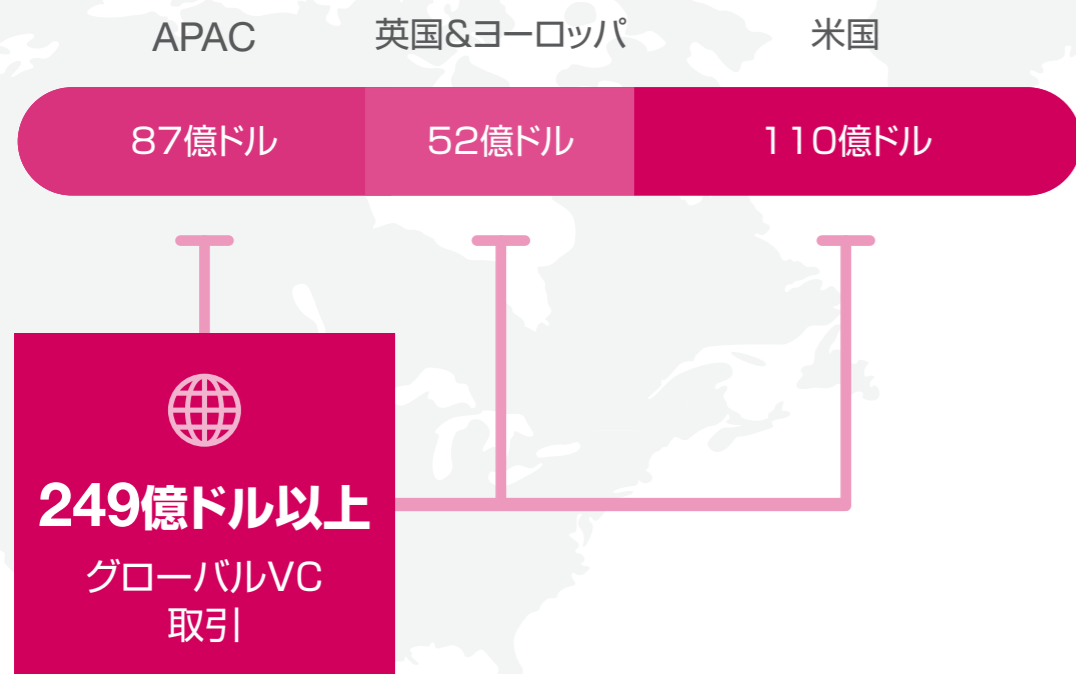 APAC
英国&ヨーロッパ
米国
87億ドル
52億ドル
110億ドル
249億ドル以上
グローバルVC
取引